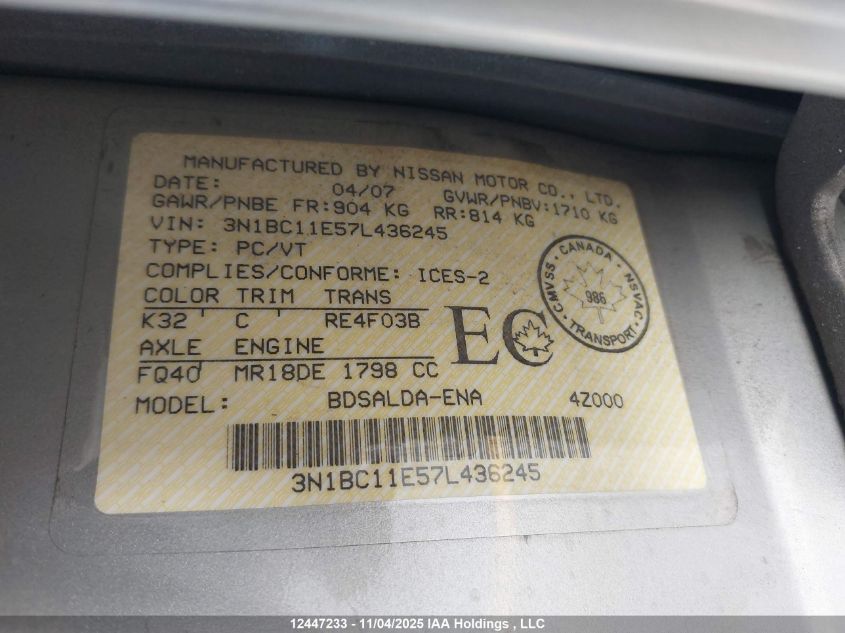 MANUFACTURED BY NISSAN MOTOR CO., LTD.
DATE: 04/07 GVWR/PNBV:1710 KG
GAWR/PNBE FR:904 KG RR:814 KG
VIN: 3N1BC11E57L436245
TYPE: PC/VT
COMPLIES/CONFORME: ICES-2
COLOR TRIM TRANS
K32 C RE4F03B
AXLE ENGINE
FQ40 MR18DE 1798 CC
MODEL: BDSALDA-ENA 4Z000
EC
CANADA
CMVSS NSVAC
986
TRANSPORT
3N1BC11E57L436245
12447233 - 11/04/2025 IAA Holdings , LLC